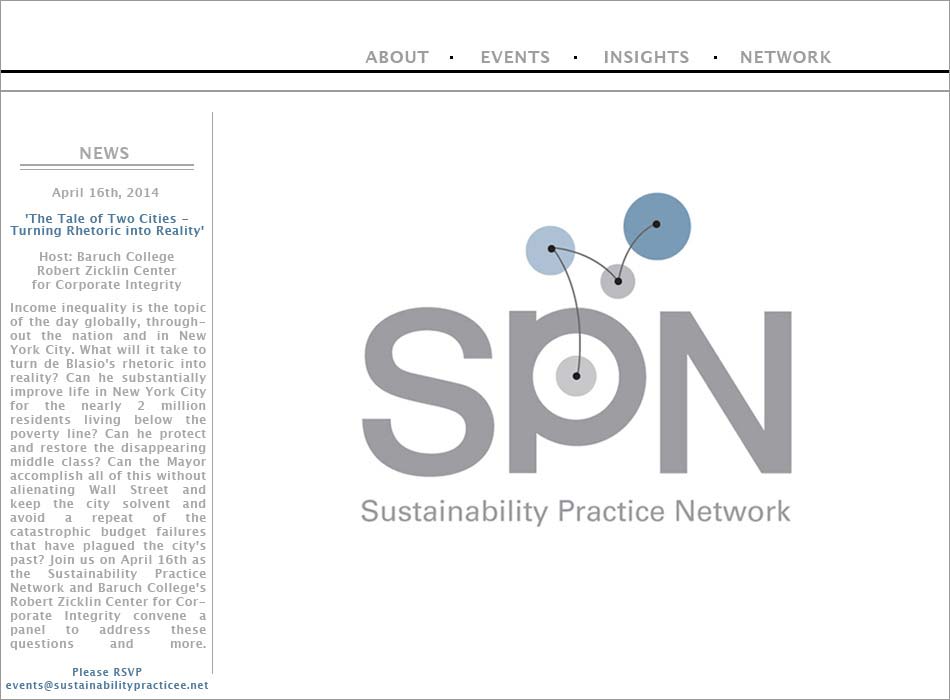 ABOUT · EVENTS · INSIGHTS · NETWORK
NEWS
April 16th, 2014
'The Tale of Two Cities -
Turning Rhetoric into Reality'
Host: Baruch College
Robert Zicklin Center
for Corporate Integrity
Income inequality is the topic
of the day globally, through-
out the nation and in New
York City. What will it take to
turn de Blasio's rhetoric into
reality? Can he substantially
improve life in New York City
for the nearly 2 million
residents living below the
poverty line? Can he protect
and restore the disappearing
middle class? Can the Mayor
accomplish all of this without
alienating Wall Street and
keep the city solvent and
avoid a repeat of the
catastrophic budget failures
that have plagued the city's
past? Join us on April 16th as
the Sustainability Practice
Network and Baruch College's
Robert Zicklin Center for Cor-
porate Integrity convene a
panel to address these
questions and more.
Please RSVP
events@sustainabilitypracticee.net
SPN
Sustainability Practice Network